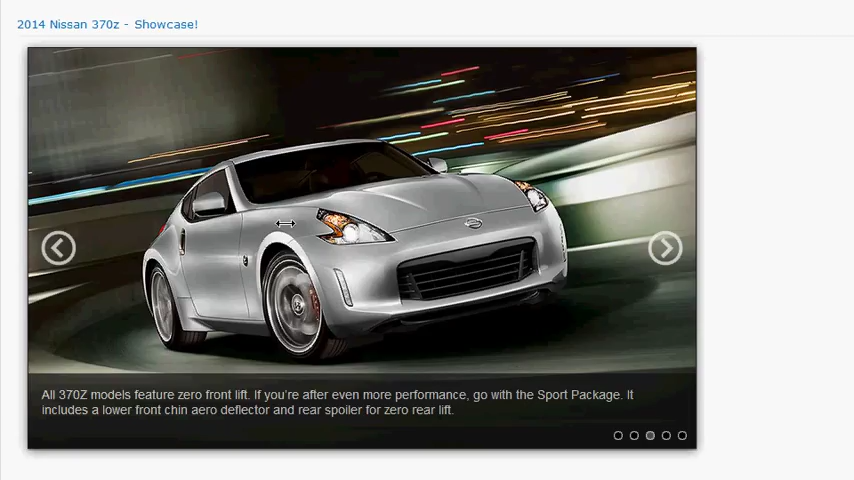 2014 Nissan 370z - Showcase!
All 370Z models feature zero front lift. If you're after even more performance, go with the Sport Package. It
includes a lower front chin aero deflector and rear spoiler for zero rear lift.